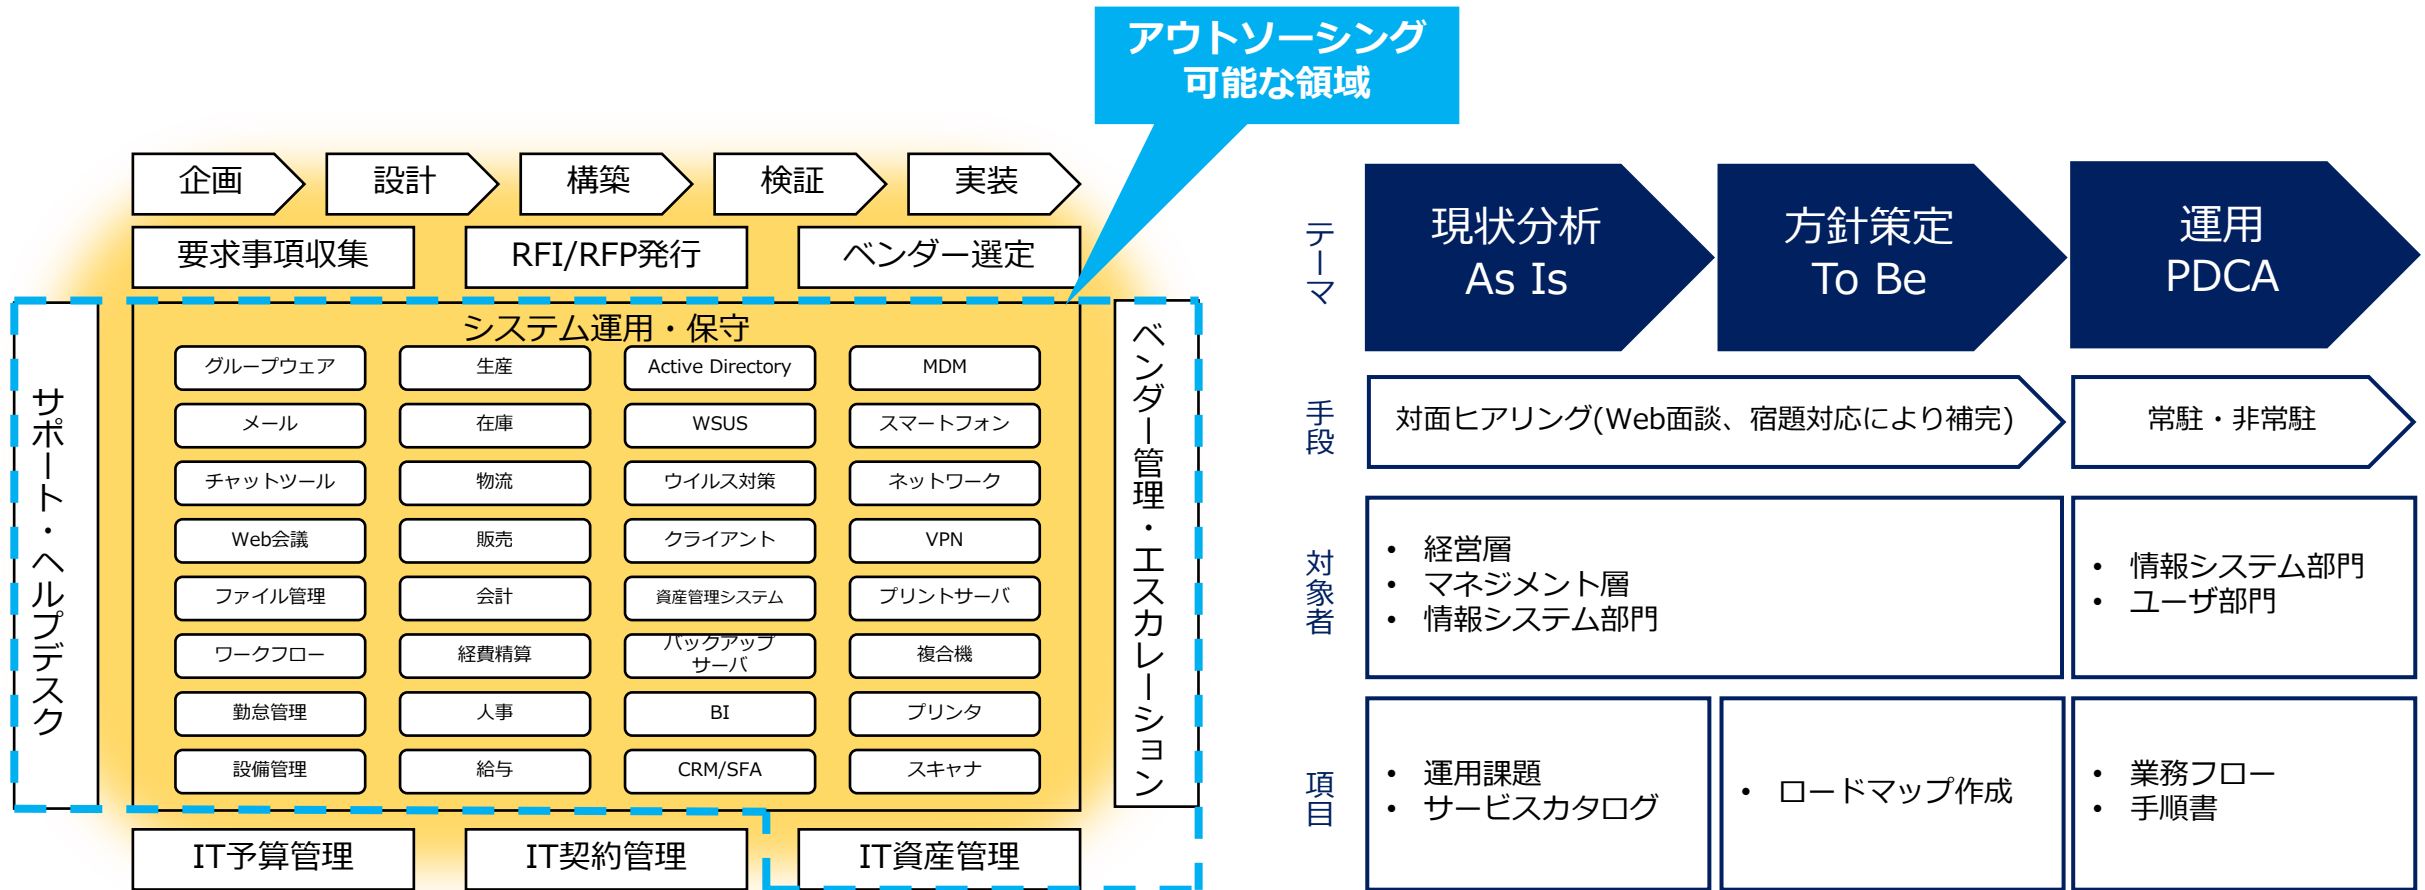 アウトソーシング
可能な領域
企画
設計
構築
検証
実装
要求事項収集
RFI/RFP発行
ベンダー選定
サポート・ヘルプデスク
システム運用・保守
グループウェア
生産
Active Directory
MDM
メール
在庫
WSUS
スマートフォン
チャットツール
物流
ウイルス対策
ネットワーク
Web会議
販売
クライアント
VPN
ファイル管理
会計
資産管理システム
プリントサーバ
ワークフロー
経費精算
バックアップ
サーバ
複合機
勤怠管理
人事
BI
プリンタ
設備管理
給与
CRM/SFA
スキャナ
ベンダー管理・エスカレーション
IT予算管理
IT契約管理
IT資産管理
テーマ
現状分析
As Is
方針策定
To Be
運用
PDCA
手段
対面ヒアリング(Web面談、宿題対応により補完)
常駐・非常駐
対象者
• 経営層
• マネジメント層
• 情報システム部門
• 情報システム部門
• ユーザ部門
項目
• 運用課題
• サービスカタログ
• ロードマップ作成
• 業務フロー
• 手順書